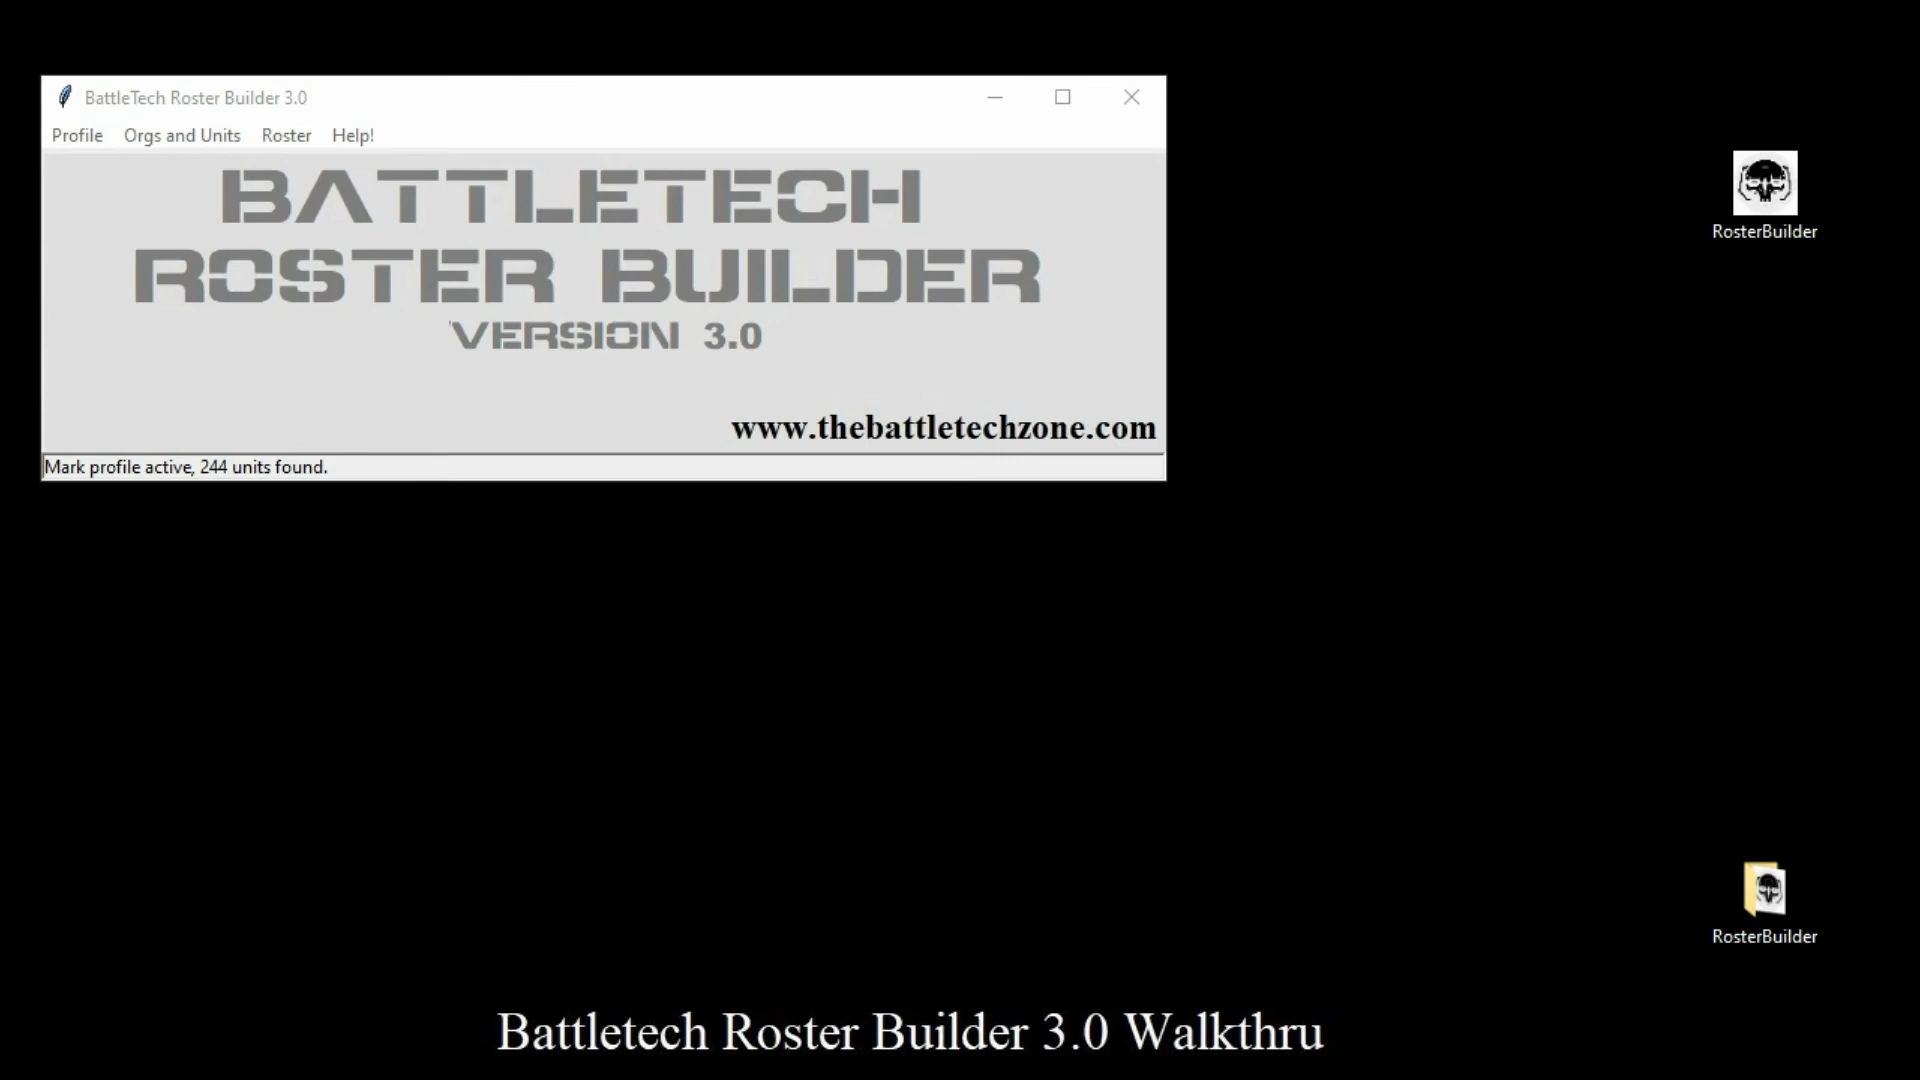 BattleTech Roster Builder 3.0
Profile Orgs and Units Roster Help!
BATTLETECH
ROSTER BUILDER
VERSION 3.0
www.thebattletechzone.com
Mark profile active, 244 units found.
RosterBuilder
RosterBuilder
Battletech Roster Builder 3.0 Walkthru